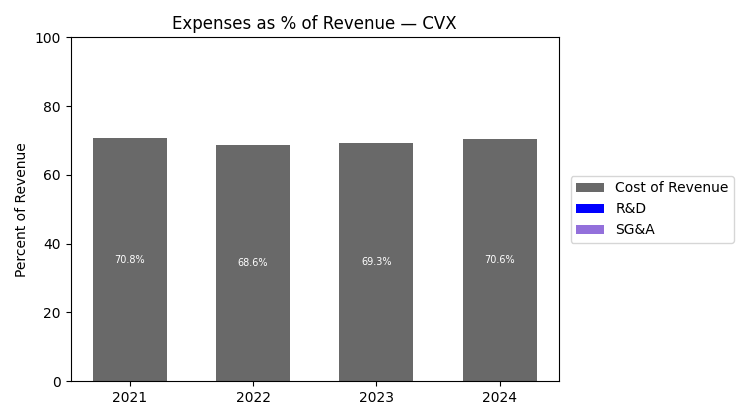 Expenses as % of Revenue — CVX
Percent of Revenue
100
80
60
40
20
0
70.8%
68.6%
69.3%
70.6%
2021
2022
2023
2024
Cost of Revenue
R&D
SG&A